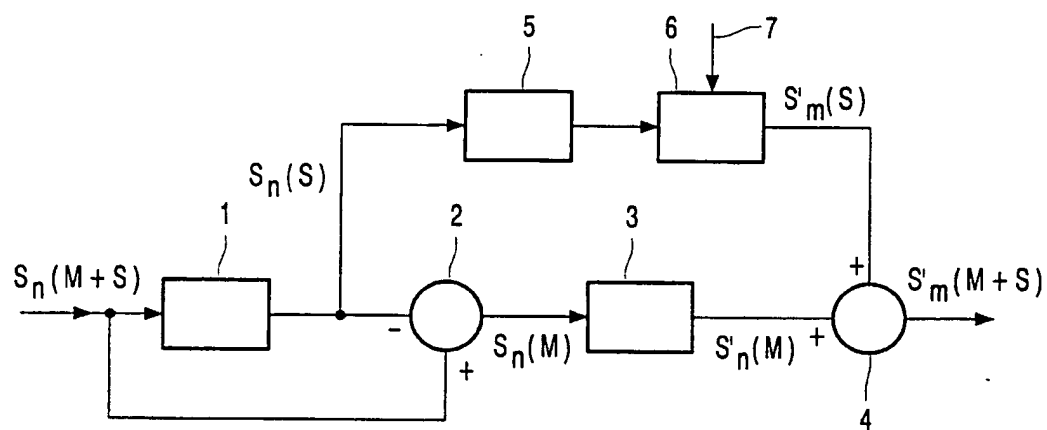 5
6
7
S'm(S)
Sn(S)
1
2
3
Sn(M+S)
+
S'm(M+S)
-
Sn(M)
S'n(M)
+
+
4